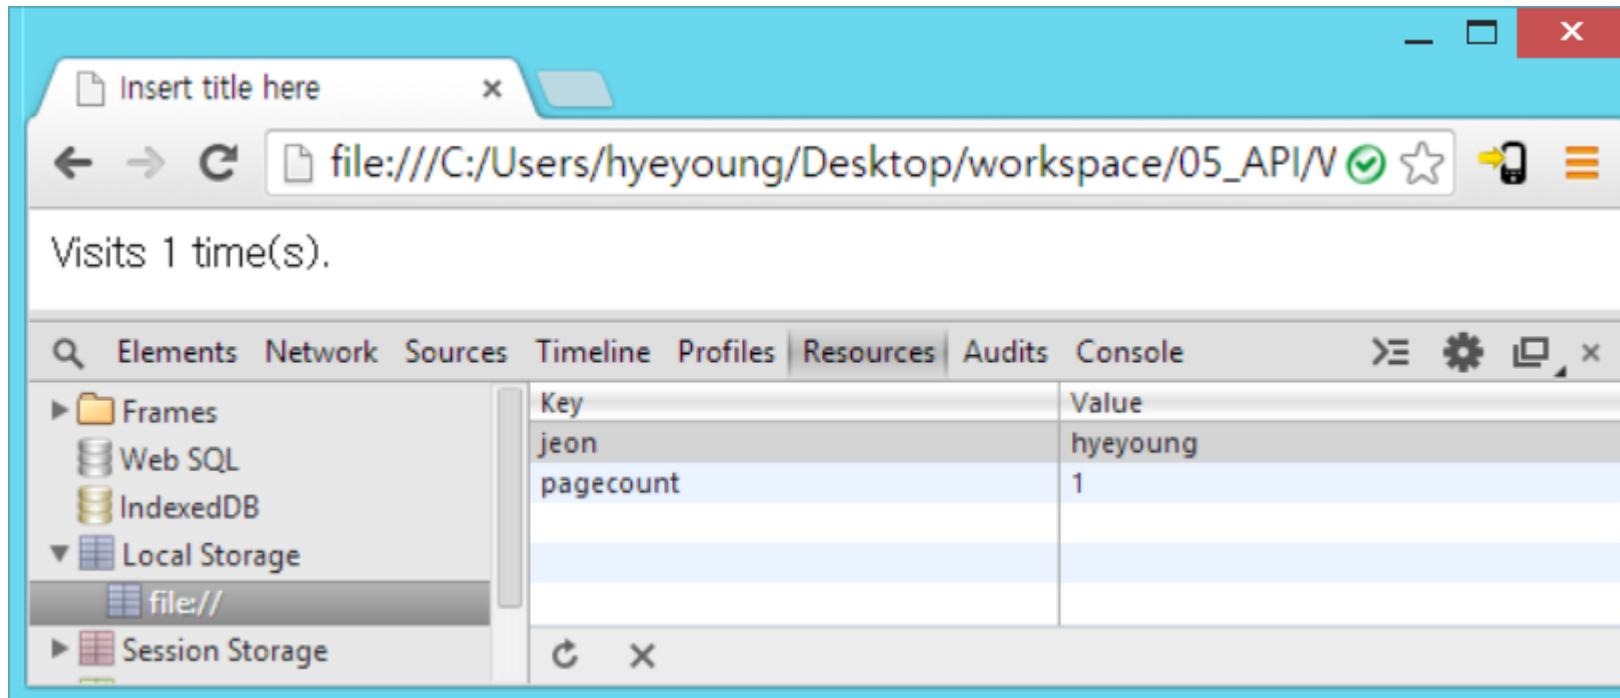 Insert title here
file:///C:/Users/hyeyoung/Desktop/workspace/05_API/V
Visits 1 time(s).
Elements Network Sources Timeline Profiles Resources Audits Console
Frames
Web SQL
IndexedDB
Local Storage
file://
Session Storage
Key Value
jeon hyeyoung
pagecount 1